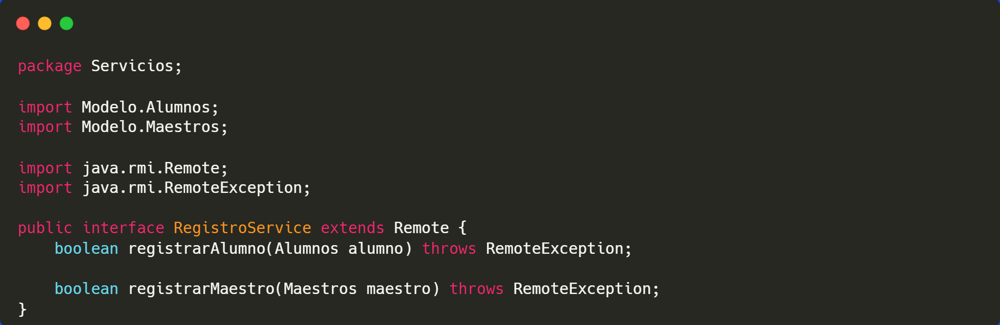 package Servicios;
import Modelo.Alumnos;
import Modelo.Maestros;
import java.rmi.Remote;
import java.rmi.RemoteException;
public interface RegistroService extends Remote {
    boolean registrarAlumno(Alumnos alumno) throws RemoteException;
    boolean registrarMaestro(Maestros maestro) throws RemoteException;
}